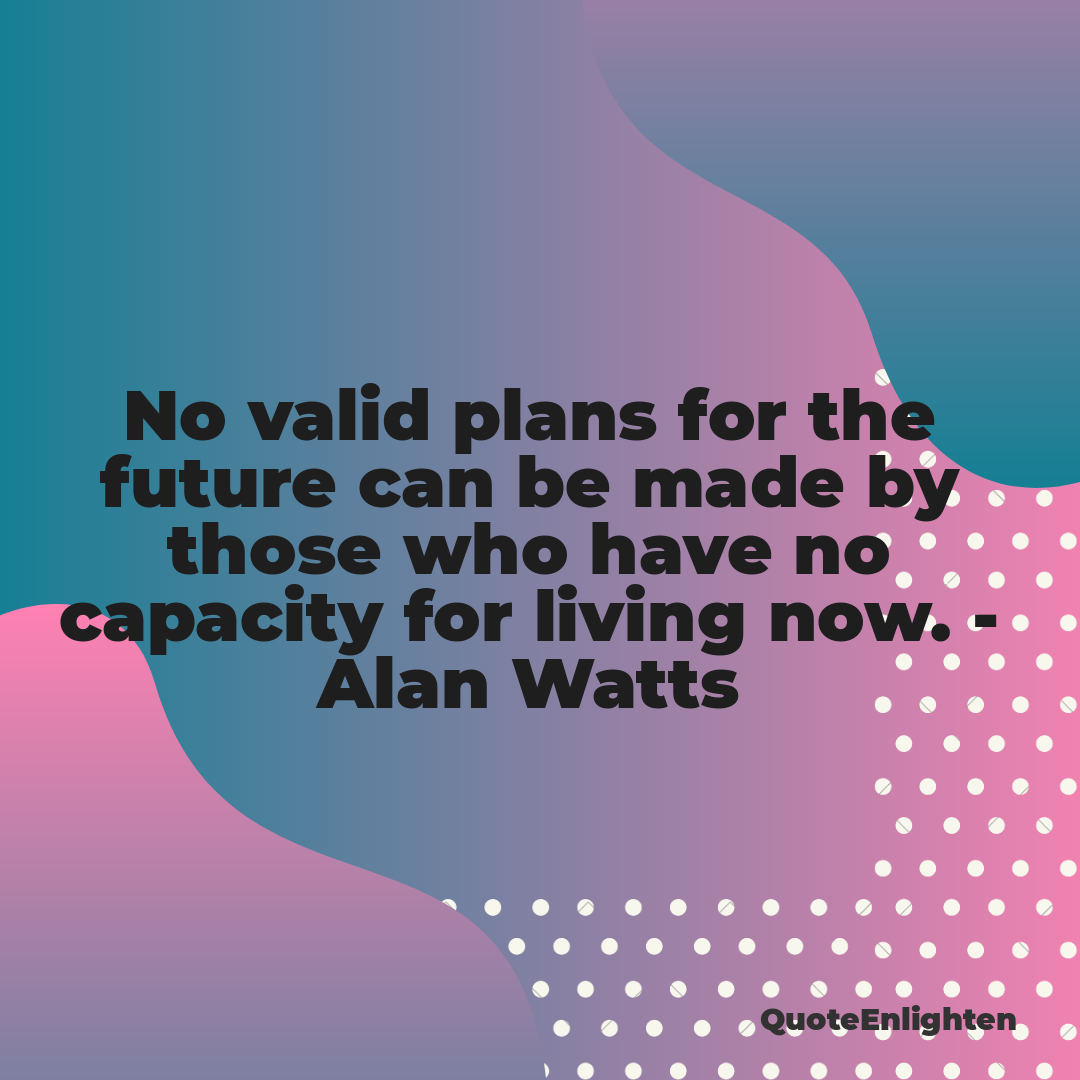 No valid plans for the
future can be made by
those who have no
capacity for living now. -
Alan Watts
QuoteEnlighten